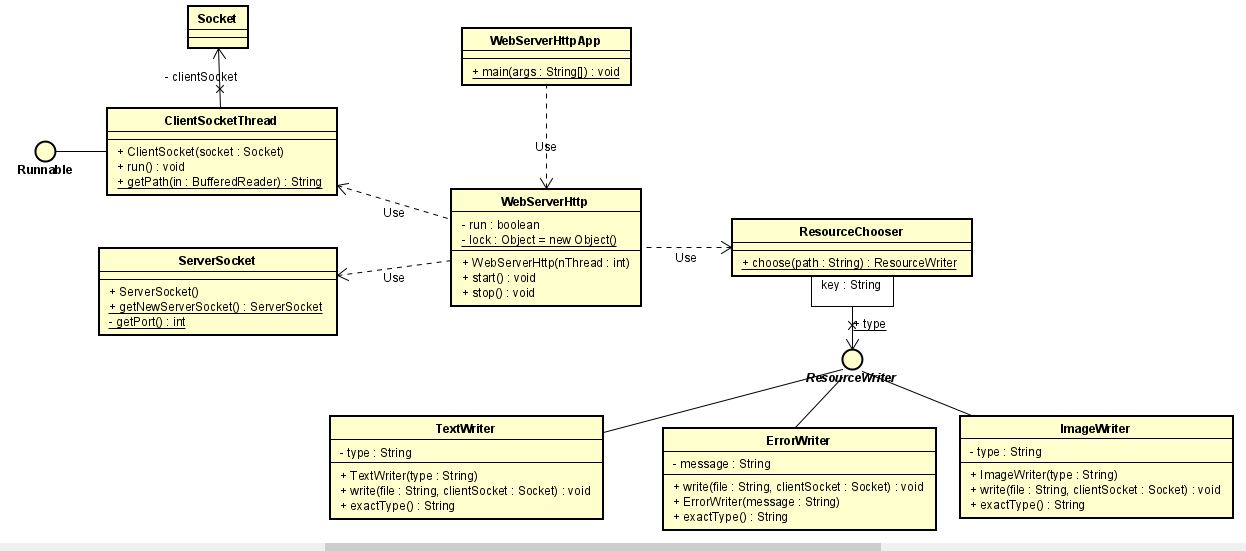 Socket
- clientSocket
WebServerHttpApp
+ main(args : String[]) : void
ClientSocketThread
+ ClientSocket(socket : Socket)
+ run() : void
+ getPath(in : BufferedReader) : String
Runnable
Use
Use
WebServerHttp
- run : boolean
- lock : Object = new Object()
+ WebServerHttp(nThread : int)
+ start() : void
+ stop() : void
ServerSocket
+ ServerSocket()
+ getNewServerSocket() : ServerSocket
- getPort() : int
Use
Use
ResourceChooser
+ choose(path : String) : ResourceWriter
key : String
+ type
ResourceWriter
TextWriter
- type : String
+ TextWriter(type : String)
+ write(file : String, clientSocket : Socket) : void
+ exactType() : String
ErrorWriter
- message : String
+ write(file : String, clientSocket : Socket) : void
+ ErrorWriter(message : String)
+ exactType() : String
ImageWriter
- type : String
+ ImageWriter(type : String)
+ write(file : String, clientSocket : Socket) : void
+ exactType() : String